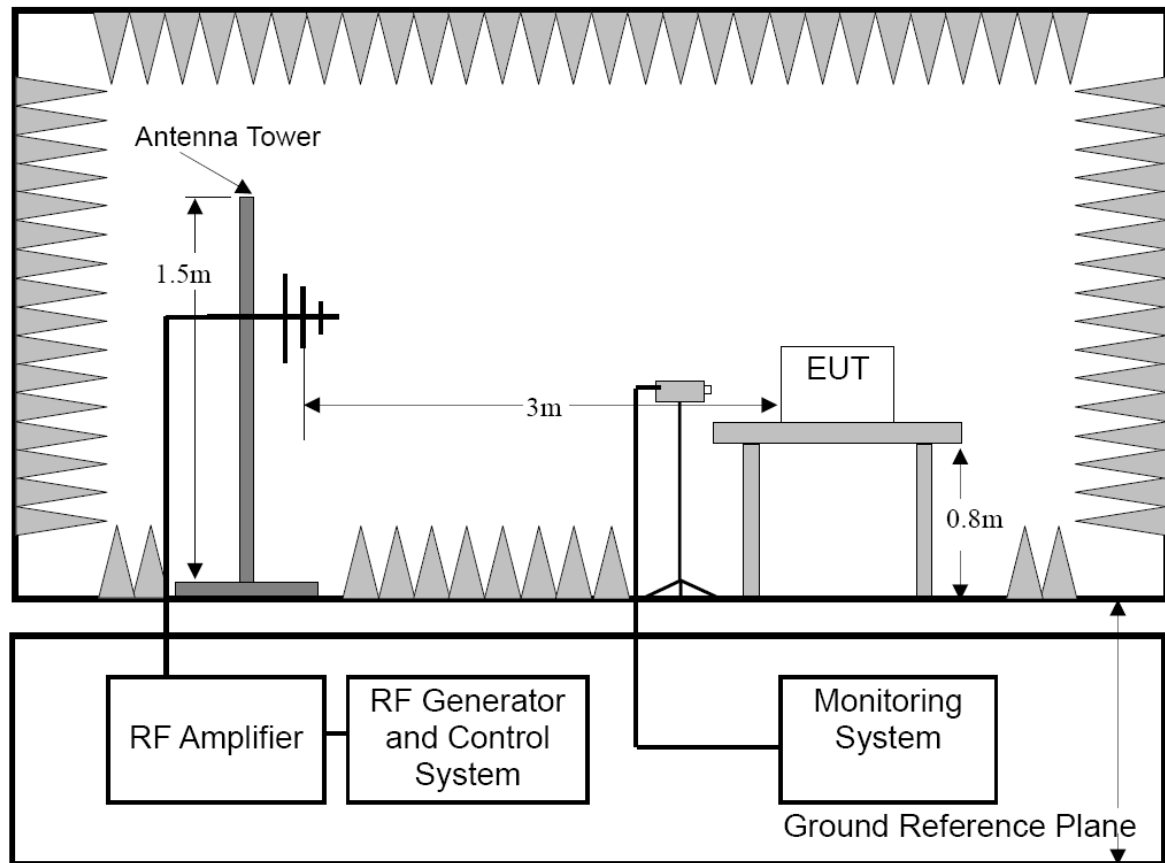 Antenna Tower
1.5m
EUT
3m
0.8m
RF Amplifier
RF Generator
and Control
System
Monitoring
System
Ground Reference Plane